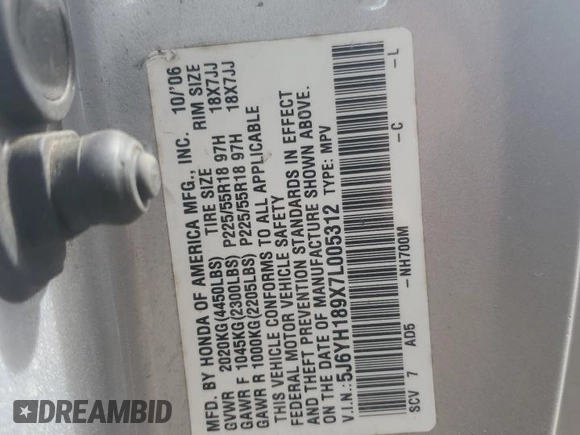 MFD. BY HONDA OF AMERICA MFG., INC. 10/'06
TIRE SIZE RIM SIZE
GVWR 2020KG(4450LBS)
GAWR F 1045KG(2300LBS) P225/55R18 97H 18X7JJ
GAWR R 1000KG(2205LBS) P225/55R18 97H 18X7JJ
THIS VEHICLE CONFORMS TO ALL APPLICABLE
FEDERAL MOTOR VEHICLE SAFETY
AND THEFT PREVENTION STANDARDS IN EFFECT
ON THE DATE OF MANUFACTURE SHOWN ABOVE.
V.I.N.: 5J6YH189X7L005312 TYPE: MPV
-NH700M -C -L
SCV 7 AD5
DREAMBID